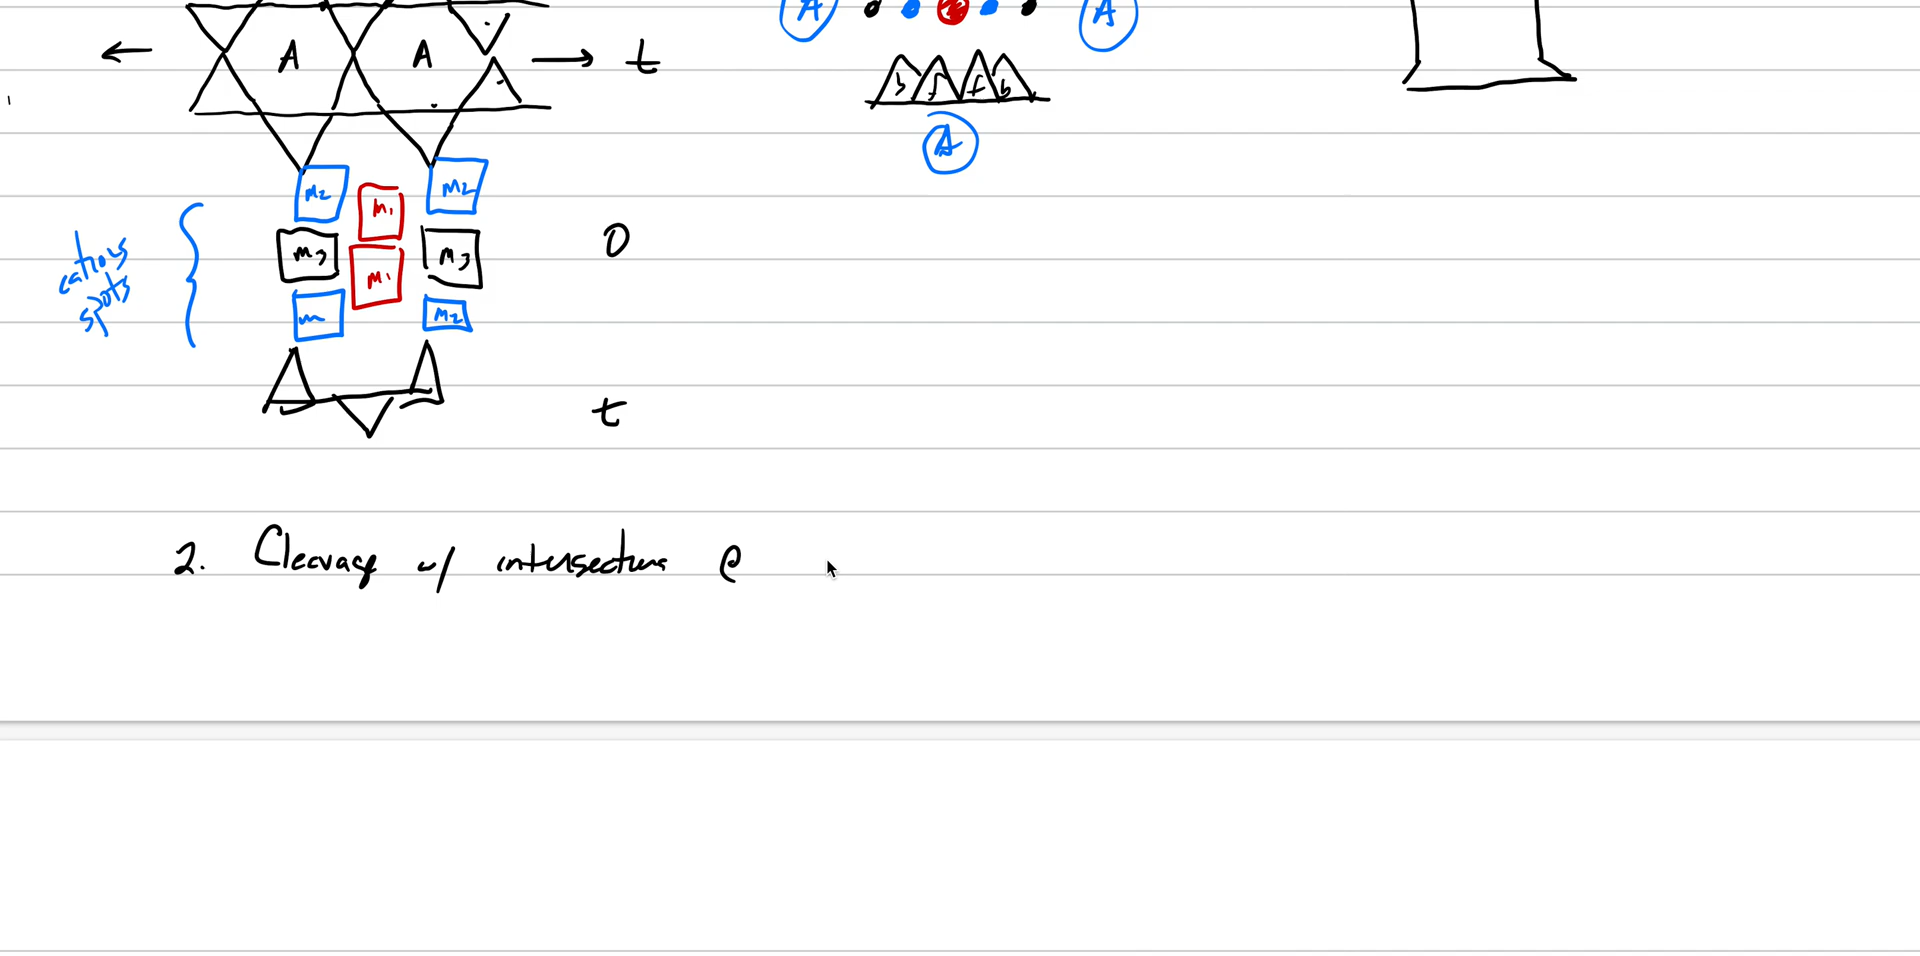 A A
A A t
b f f b
A
m2 m2
m1
m3 m3
m1
m m2
cations
spots
O
t
2. Cleavage w/ intersections @